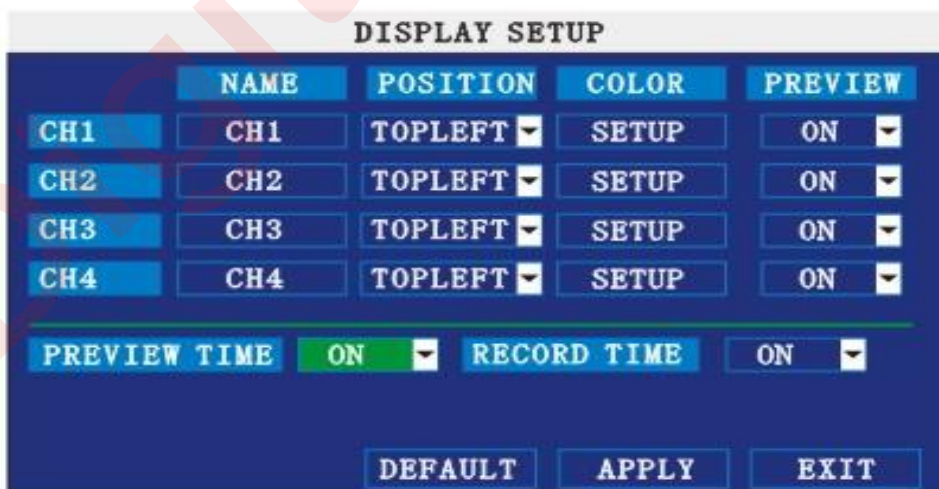 DISPLAY SETUP
NAME POSITION COLOR PREVIEW
CH1 CH1 TOPLEFT SETUP ON
CH2 CH2 TOPLEFT SETUP ON
CH3 CH3 TOPLEFT SETUP ON
CH4 CH4 TOPLEFT SETUP ON
PREVIEW TIME ON RECORD TIME ON
DEFAULT APPLY EXIT